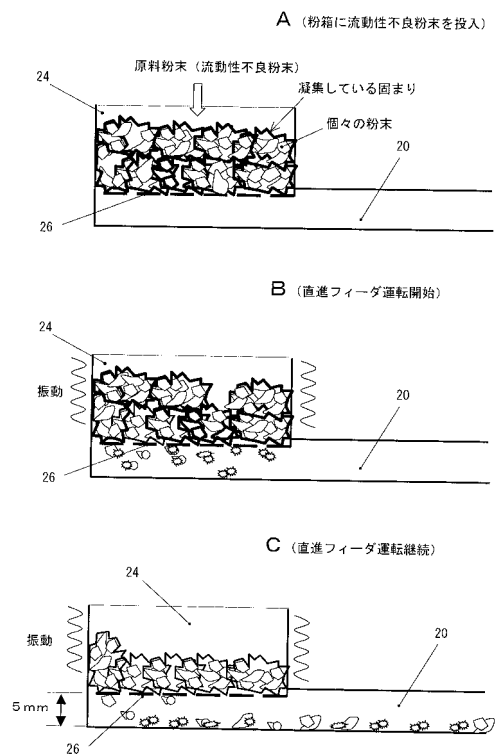 A (粉箱に流動性不良粉末を投入)
原料粉末(流動性不良粉末)
24
凝集している固まり
個々の粉末
20
26
B (直進フィーダ運転開始)
24
振動
20
26
C (直進フィーダ運転継続)
24
振動
20
5mm
26